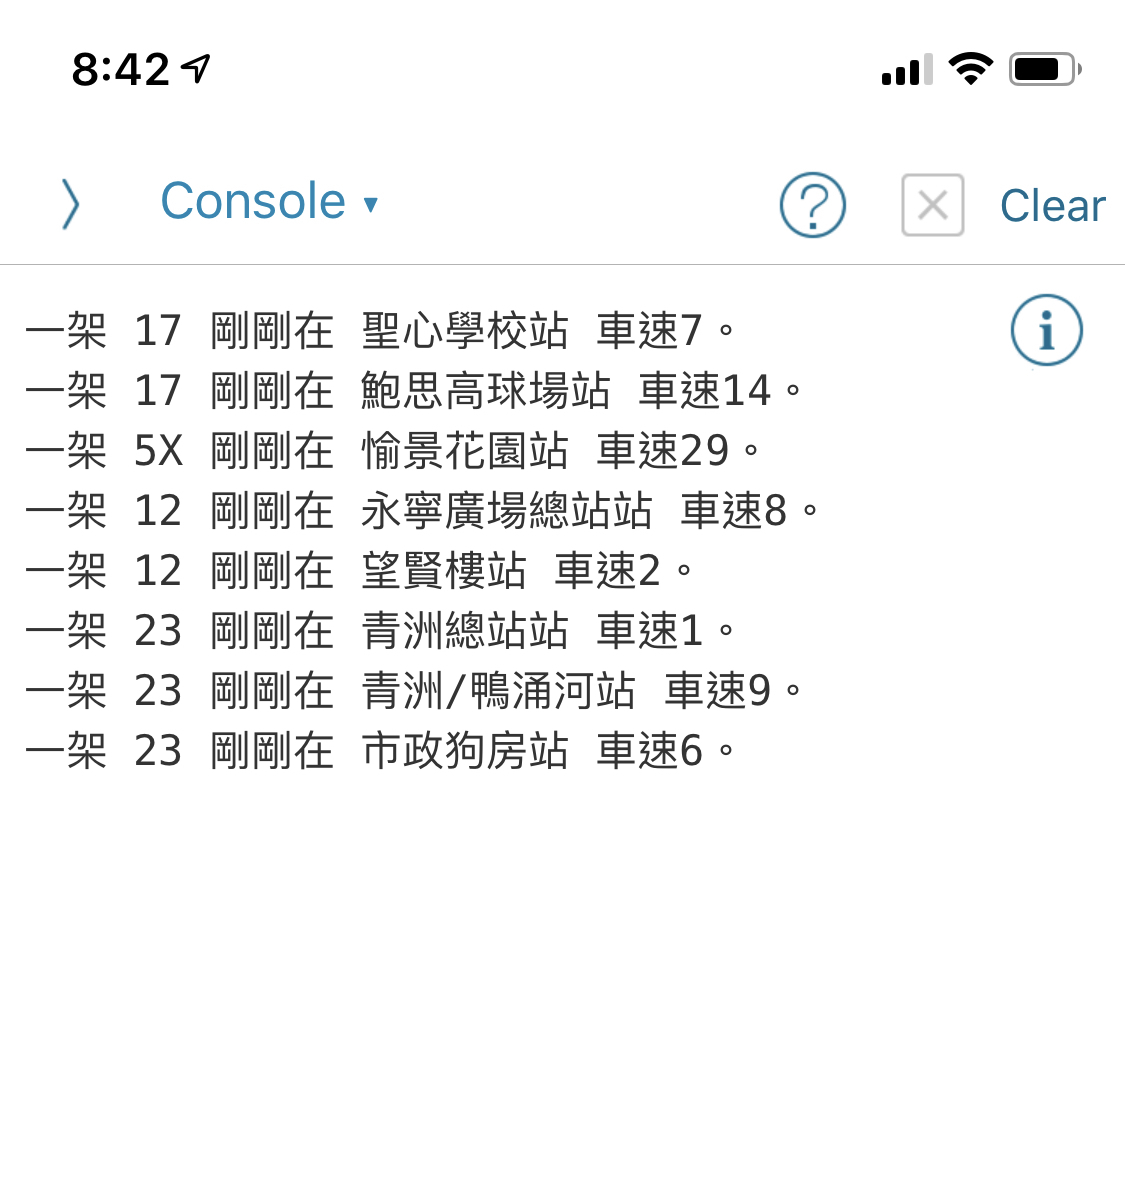 8:42
Console ▾
? Clear
一架 17 剛剛在 聖心學校站 車速7。
一架 17 剛剛在 鮑思高球場站 車速14。
一架 5X 剛剛在 愉景花園站 車速29。
一架 12 剛剛在 永寧廣場總站站 車速8。
一架 12 剛剛在 望賢樓站 車速2。
一架 23 剛剛在 青洲總站站 車速1。
一架 23 剛剛在 青洲/鴨涌河站 車速9。
一架 23 剛剛在 市政狗房站 車速6。